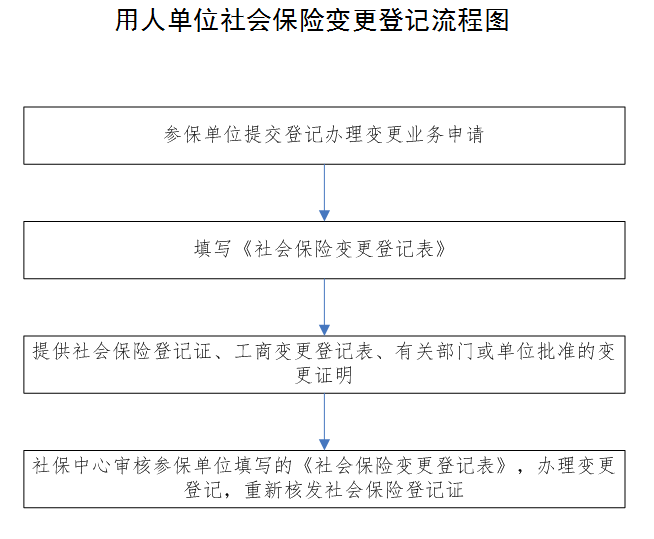 用人单位社会保险变更登记流程图
参保单位提交登记办理变更业务申请
填写《社会保险变更登记表》
提供社会保险登记证、工商变更登记表、有关部门或单位批准的变
更证明
社保中心审核参保单位填写的《社会保险变更登记表》，办理变更
登记，重新核发社会保险登记证